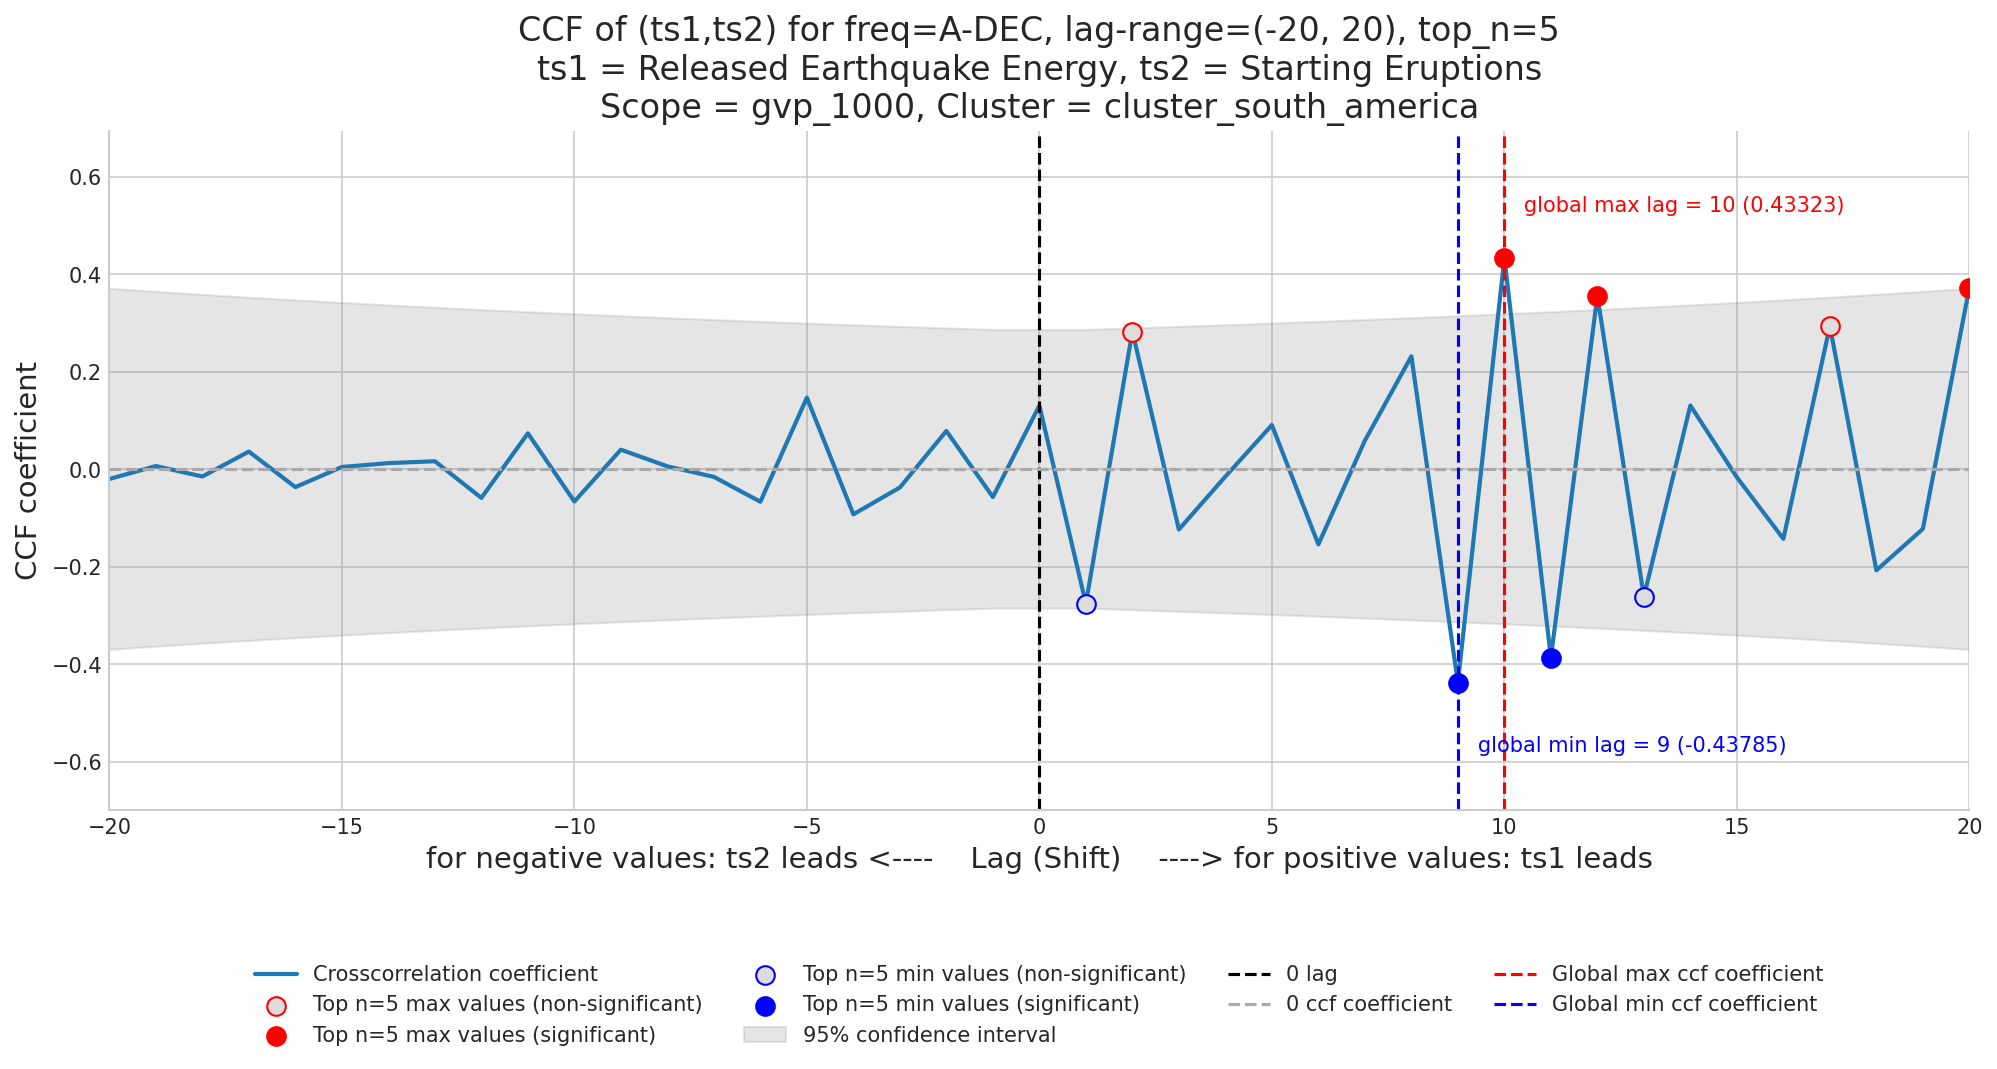 CCF of (ts1,ts2) for freq=A-DEC, lag-range=(-20, 20), top_n=5
ts1 = Released Earthquake Energy, ts2 = Starting Eruptions
Scope = gvp_1000, Cluster = cluster_south_america
CCF coefficient
0.6
0.4
0.2
0.0
−0.2
−0.4
−0.6
global max lag = 10 (0.43323)
global min lag = 9 (-0.43785)
−20
−15
−10
−5
0
5
10
15
20
for negative values: ts2 leads <----    Lag (Shift)    ----> for positive values: ts1 leads
Crosscorrelation coefficient
Top n=5 max values (non-significant)
Top n=5 max values (significant)
Top n=5 min values (non-significant)
Top n=5 min values (significant)
95% confidence interval
0 lag
0 ccf coefficient
Global max ccf coefficient
Global min ccf coefficient